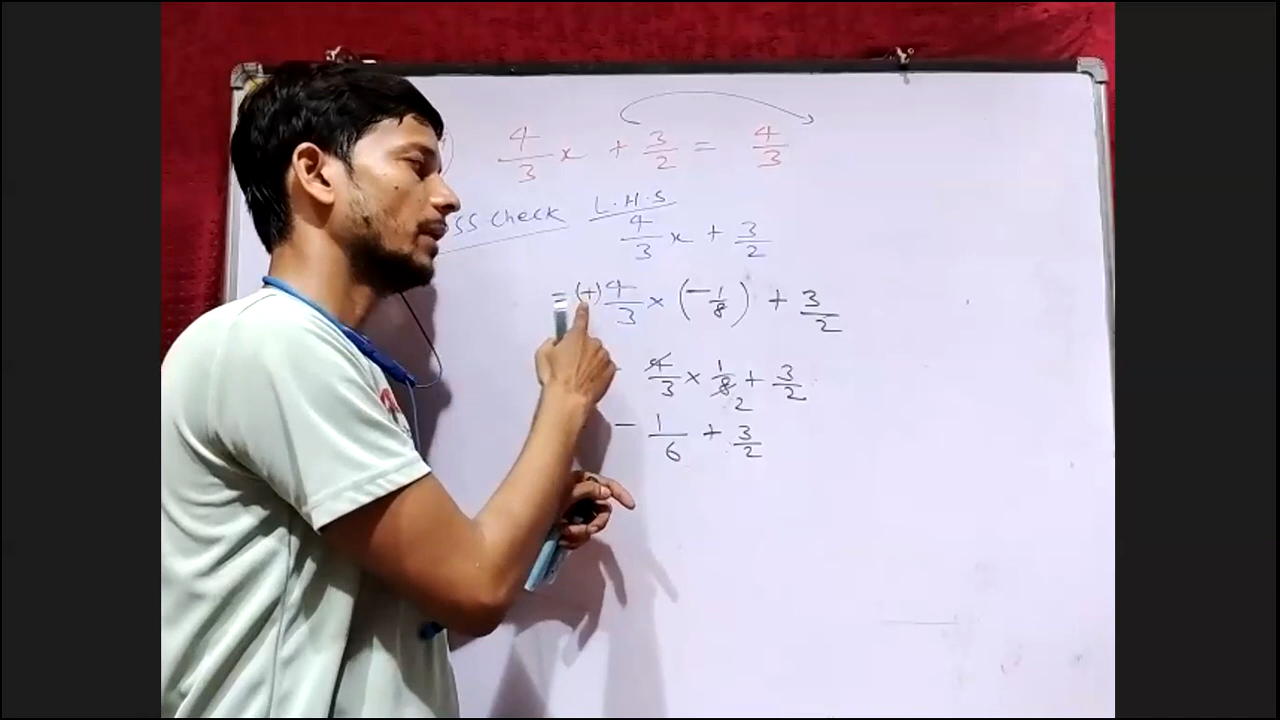 4/3 x + 3/2 = 4/3
ss check L.H.S
4/3 x + 3/2
= (+) 4/3 × (- 1/8) + 3/2
- 4/3 × 1/8 2 + 3/2
- 1/6 + 3/2